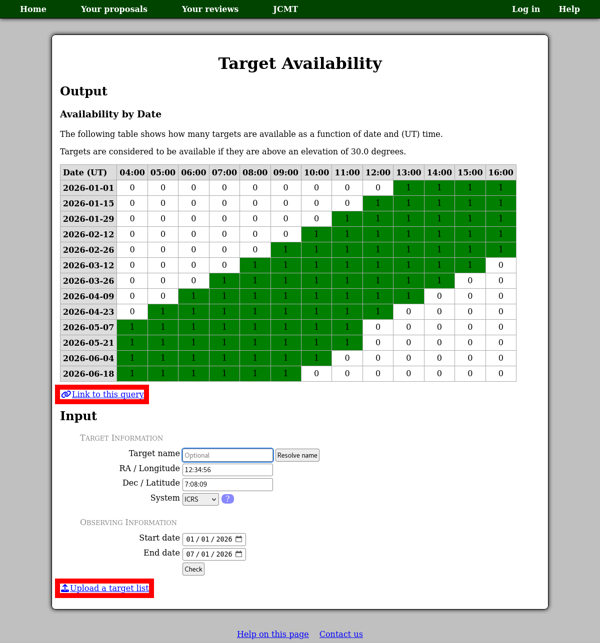 Home Your proposals Your reviews JCMT Log in Help
Target Availability
Output
Availability by Date
The following table shows how many targets are available as a function of date and (UT) time.
Targets are considered to be available if they are above an elevation of 30.0 degrees.
Date (UT) 04:00 05:00 06:00 07:00 08:00 09:00 10:00 11:00 12:00 13:00 14:00 15:00 16:00
2026-01-01 0 0 0 0 0 0 0 0 0 1 1 1 1
2026-01-15 0 0 0 0 0 0 0 0 1 1 1 1 1
2026-01-29 0 0 0 0 0 0 0 1 1 1 1 1 1
2026-02-12 0 0 0 0 0 0 1 1 1 1 1 1 1
2026-02-26 0 0 0 0 0 1 1 1 1 1 1 1 1
2026-03-12 0 0 0 0 1 1 1 1 1 1 1 1 0
2026-03-26 0 0 0 1 1 1 1 1 1 1 1 0 0
2026-04-09 0 0 1 1 1 1 1 1 1 1 0 0 0
2026-04-23 0 1 1 1 1 1 1 1 1 0 0 0 0
2026-05-07 1 1 1 1 1 1 1 1 0 0 0 0 0
2026-05-21 1 1 1 1 1 1 1 1 0 0 0 0 0
2026-06-04 1 1 1 1 1 1 1 0 0 0 0 0 0
2026-06-18 1 1 1 1 1 1 0 0 0 0 0 0 0
Link to this query
Input
Target Information
Target name Optional Resolve name
RA / Longitude 12:34:56
Dec / Latitude 7:08:09
System ICRS ?
Observing Information
Start date 01/01/2026
End date 07/01/2026
Check
Upload a target list
Help on this page Contact us